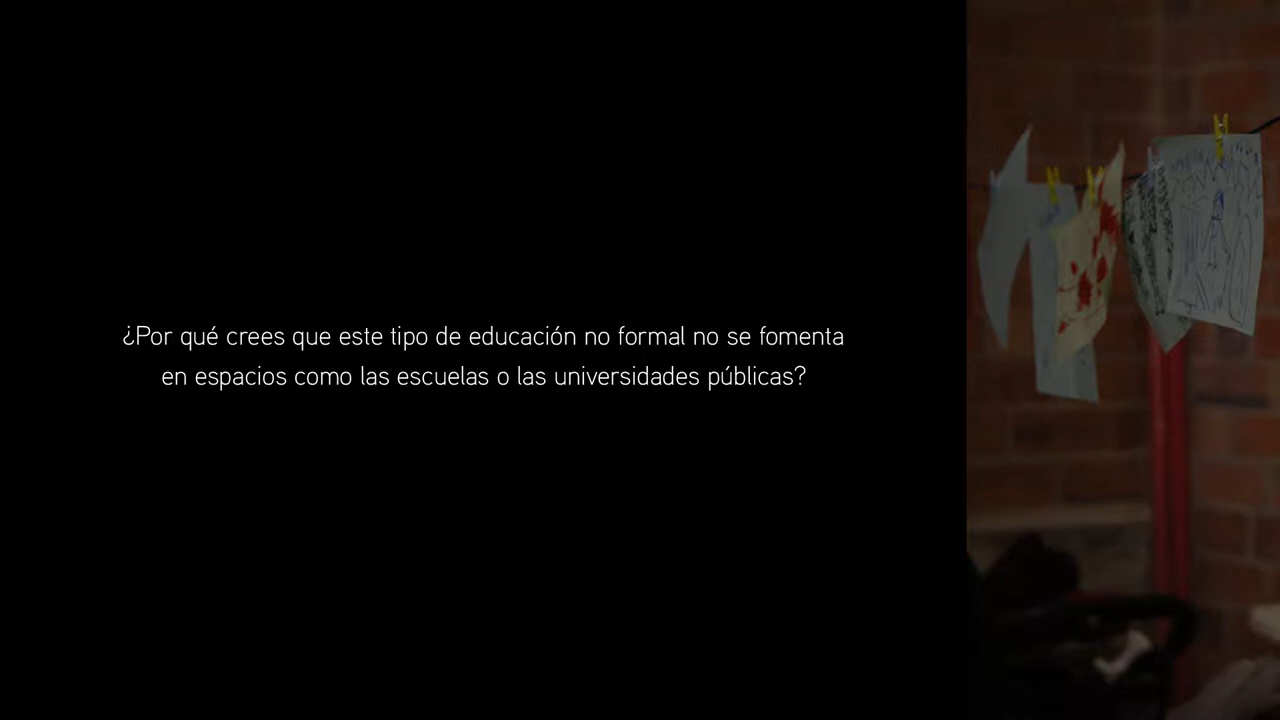 ¿Por qué crees que este tipo de educación no formal no se fomenta
en espacios como las escuelas o las universidades públicas?